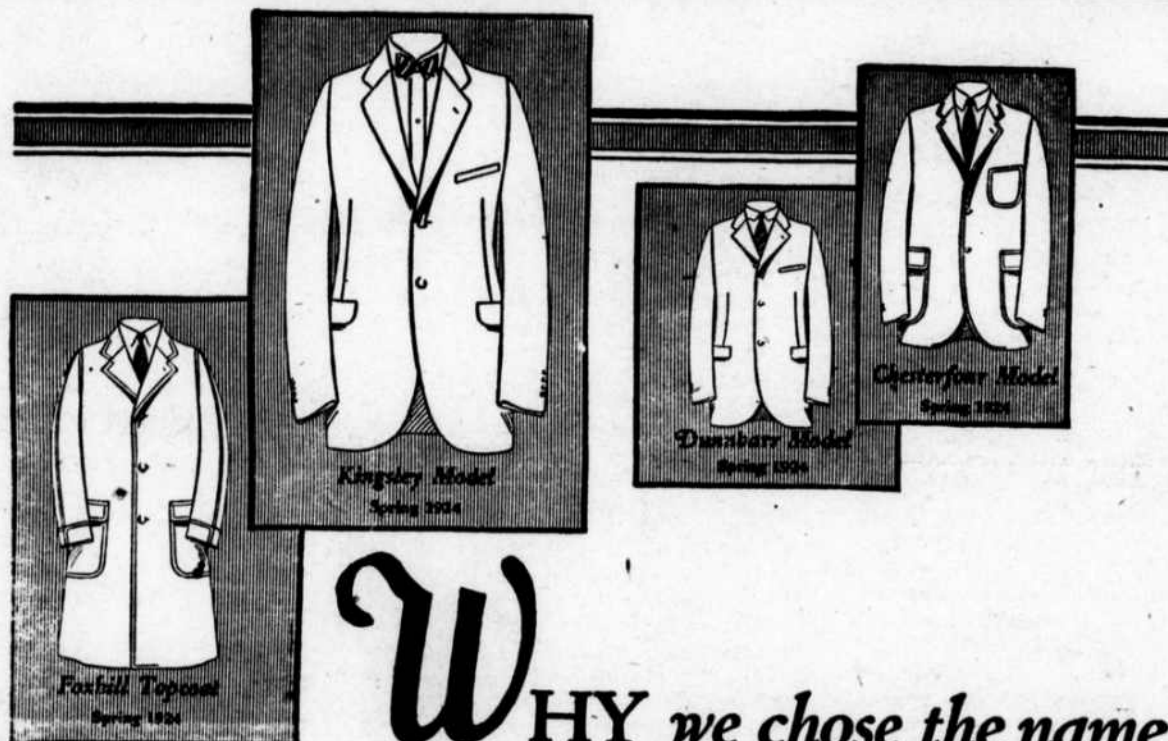 Kingsley Model
Spring 1924
Chesterfour Model
Spring 1924
Dunnbarr Model
Spring 1924
Foxhill Topcoat
Spring 1924
WHY we chose the name